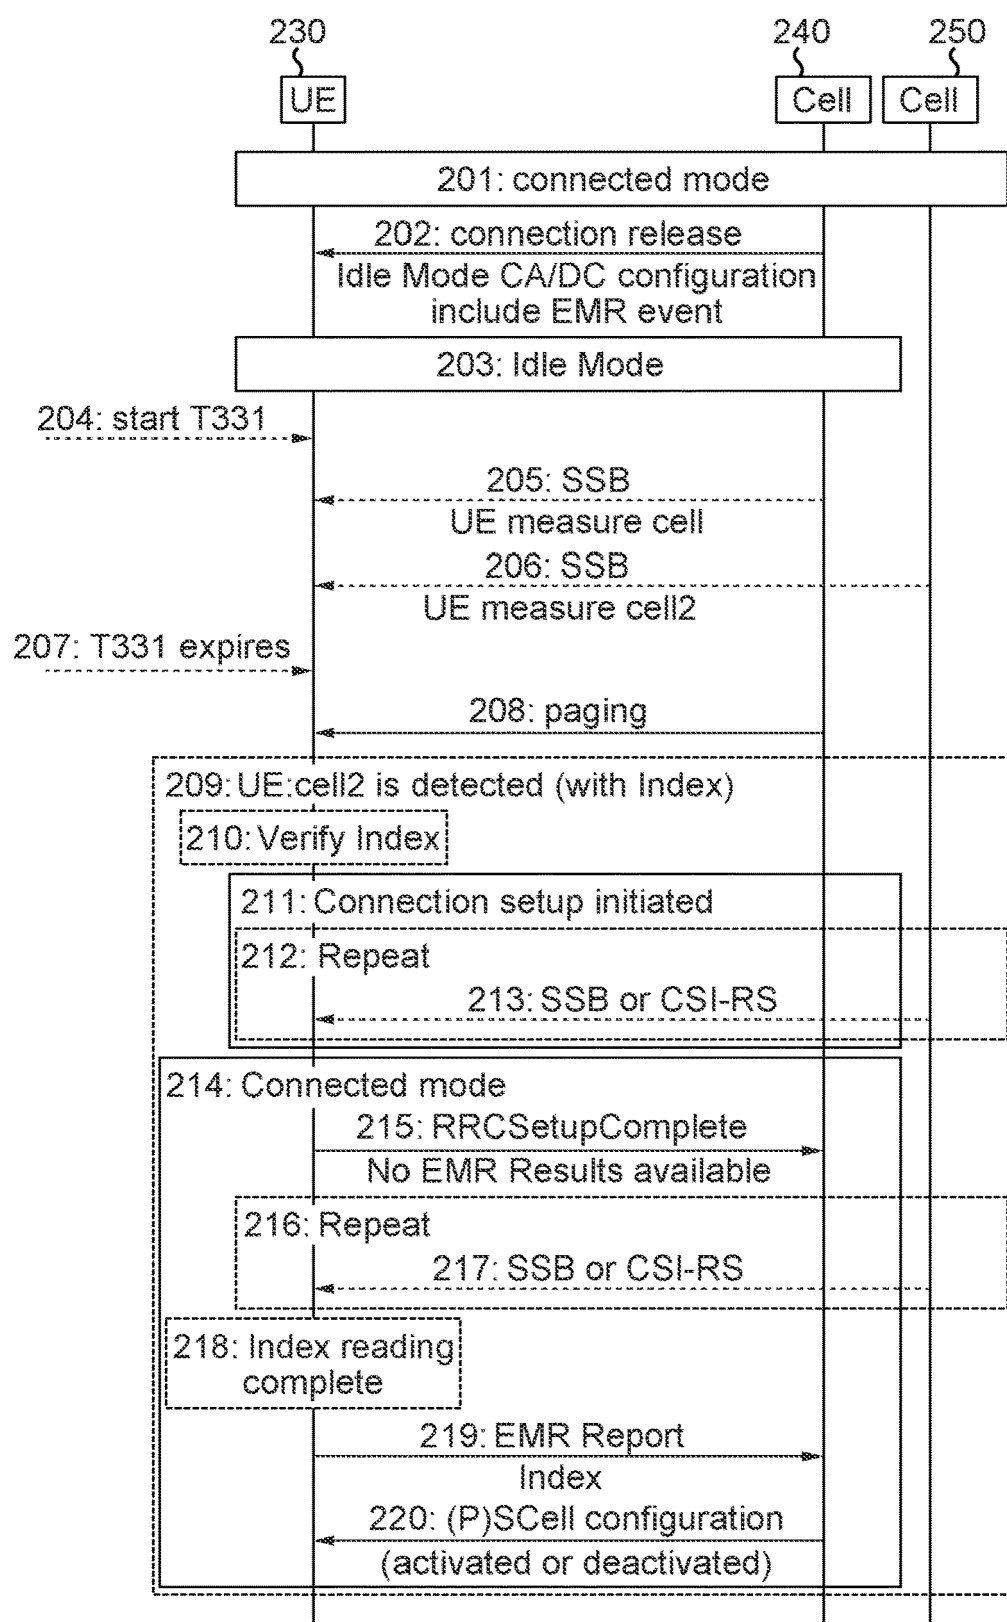 230 240 250
UE Cell Cell
201: connected mode
202: connection release
Idle Mode CA/DC configuration
include EMR event
203: Idle Mode
204: start T331
205: SSB
UE measure cell
206: SSB
UE measure cell2
207: T331 expires
208: paging
209: UE:cell2 is detected (with Index)
210: Verify Index
211: Connection setup initiated
212: Repeat
213: SSB or CSI-RS
214: Connected mode
215: RRCSetupComplete
No EMR Results available
216: Repeat
217: SSB or CSI-RS
218: Index reading
complete
219: EMR Report
Index
220: (P)SCell configuration
(activated or deactivated)